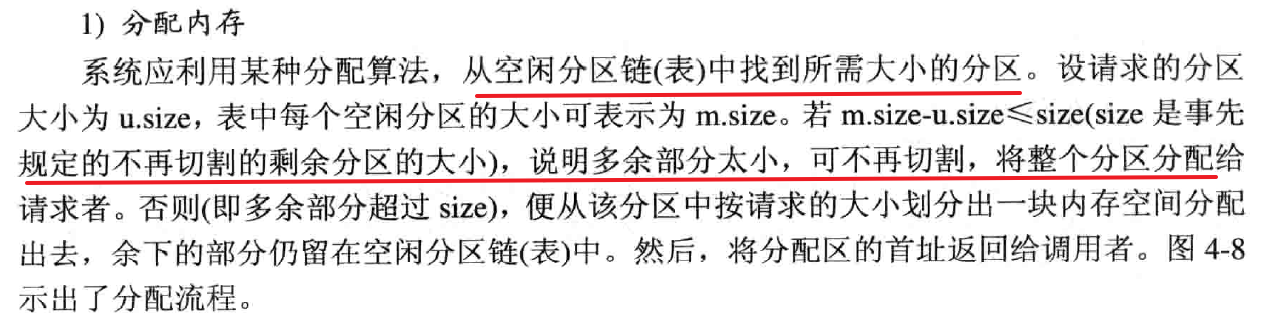 1) 分配内存
系统应利用某种分配算法，从空闲分区链(表)中找到所需大小的分区。设请求的分区
大小为 u.size，表中每个空闲分区的大小可表示为 m.size。若 m.size-u.size≤size(size 是事先
规定的不再切割的剩余分区的大小)，说明多余部分太小，可不再切割，将整个分区分配给
请求者。否则(即多余部分超过 size)，便从该分区中按请求的大小划分出一块内存空间分配
出去，余下的部分仍留在空闲分区链(表)中。然后，将分配区的首址返回给调用者。图 4-8
示出了分配流程。